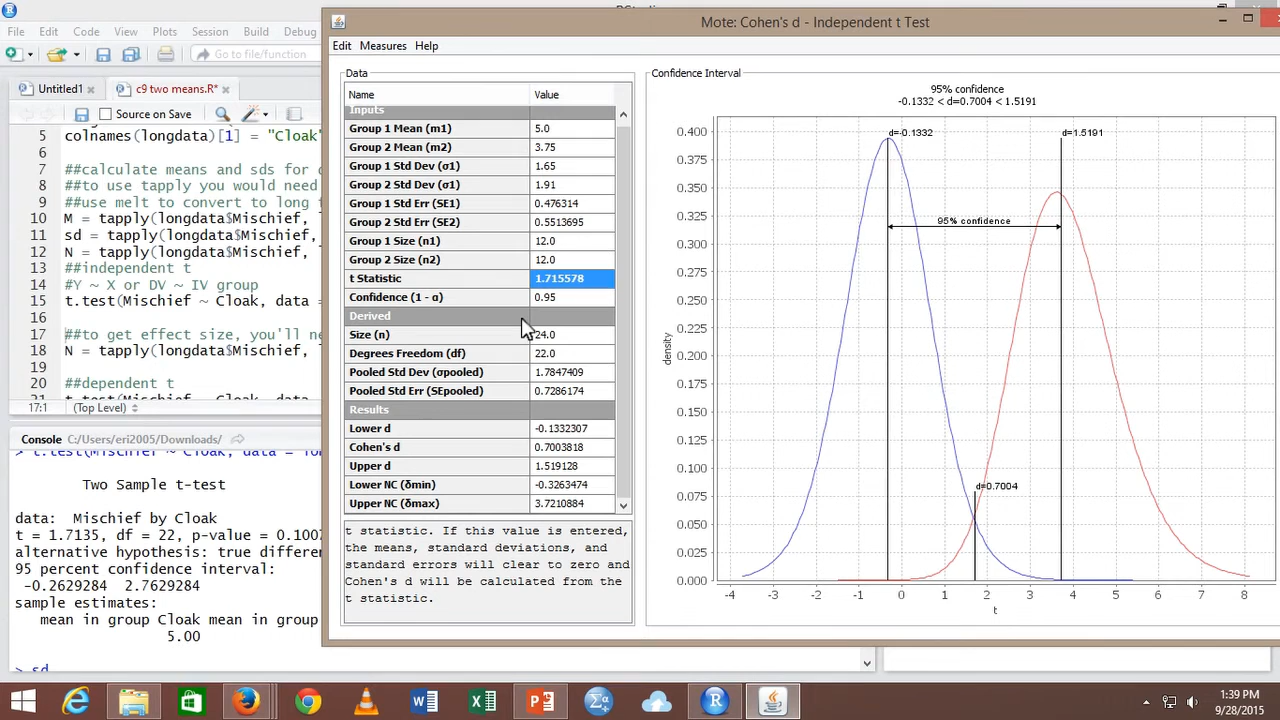 RStudio
File Edit Code View Plots Session Build Debug
Go to file/function
Untitled1
c9 two means.R*
Source on Save
5 colnames(longdata)[1] = "Cloak"
6
7 ##calculate means and sds for
8 ##to use tapply you would need
9 ##use melt to convert to long f
10 M = tapply(longdata$Mischief,
11 sd = tapply(longdata$Mischief,
12 N = tapply(longdata$Mischief,
13 ##independent t
14 #Y ~ X or DV ~ IV group
15 t.test(Mischief ~ Cloak, data =
16
17 ##to get effect size, you'll ne
18 N = tapply(longdata$Mischief,
19
20 ##dependent t
21 t.test(Mischief ~ Cloak, data
17:1 (Top Level)
Console C:/Users/eri2005/Downloads/
> t.test(Mischief ~ Cloak, data = lon
Two Sample t-test
data: Mischief by Cloak
t = 1.7135, df = 22, p-value = 0.1007
alternative hypothesis: true differen
95 percent confidence interval:
-0.2629284 2.7629284
sample estimates:
mean in group Cloak mean in group
5.00
> sd
Mote: Cohen's d - Independent t Test
Edit Measures Help
Data
Name Value
Inputs
Group 1 Mean (m1) 5.0
Group 2 Mean (m2) 3.75
Group 1 Std Dev (σ1) 1.65
Group 2 Std Dev (σ1) 1.91
Group 1 Std Err (SE1) 0.476314
Group 2 Std Err (SE2) 0.5513695
Group 1 Size (n1) 12.0
Group 2 Size (n2) 12.0
t Statistic 1.715578
Confidence (1 - α) 0.95
Derived
Size (n) 24.0
Degrees Freedom (df) 22.0
Pooled Std Dev (σpooled) 1.7847409
Pooled Std Err (SEpooled) 0.7286174
Results
Lower d -0.1332307
Cohen's d 0.7003818
Upper d 1.519128
Lower NC (δmin) -0.3263474
Upper NC (δmax) 3.7210884
t statistic. If this value is entered,
the means, standard deviations, and
standard errors will clear to zero and
Cohen's d will be calculated from the
t statistic.
Confidence Interval
95% confidence
-0.1332 < d=0.7004 < 1.5191
d=-0.1332 d=1.5191
95% confidence
d=0.7004
0.400
0.375
0.350
0.325
0.300
0.275
0.250
0.225
0.200
0.175
0.150
0.125
0.100
0.075
0.050
0.025
0.000
density
-4 -3 -2 -1 0 1 2 3 4 5 6 7 8
t
1:39 PM
9/28/2015